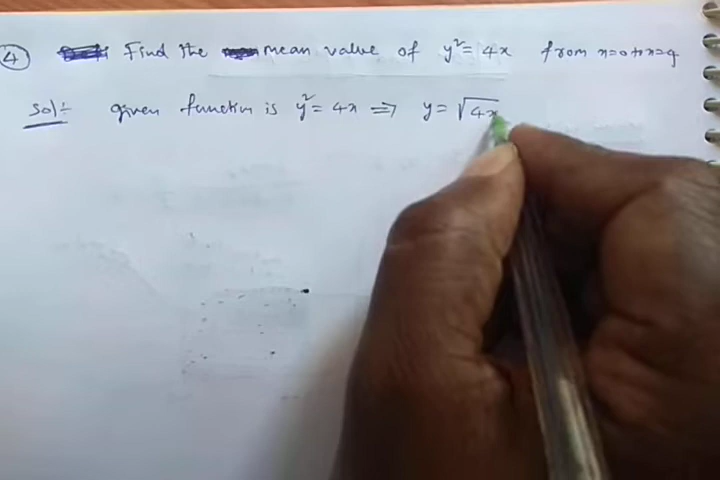 4 Find the mean value of y² = 4x from x=0 to x=9
Sol:- given function is y² = 4x ⇒ y = √4x